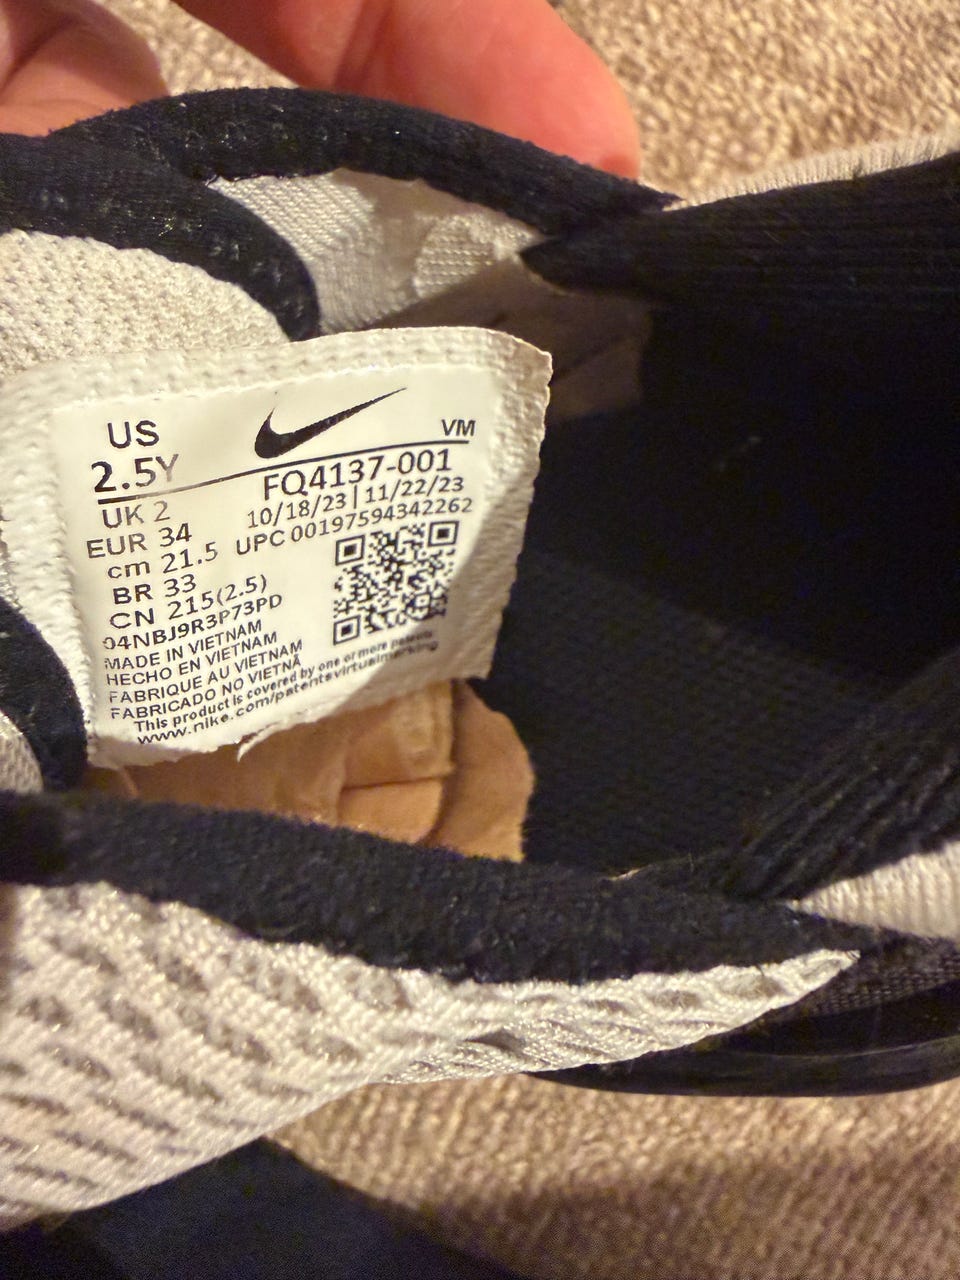 US
2.5Y
VM
FQ4137-001
10/18/23 | 11/22/23
UPC 00197594342262
UK 2
EUR 34
cm 21.5
BR 33
CN 215(2.5)
04NBJ9R3P73PD
MADE IN VIETNAM
HECHO EN VIETNAM
FABRIQUE AU VIETNAM
FABRICADO NO VIETNÃ
This product is covered by one or more patents
www.nike.com/patentsvirtualmarking